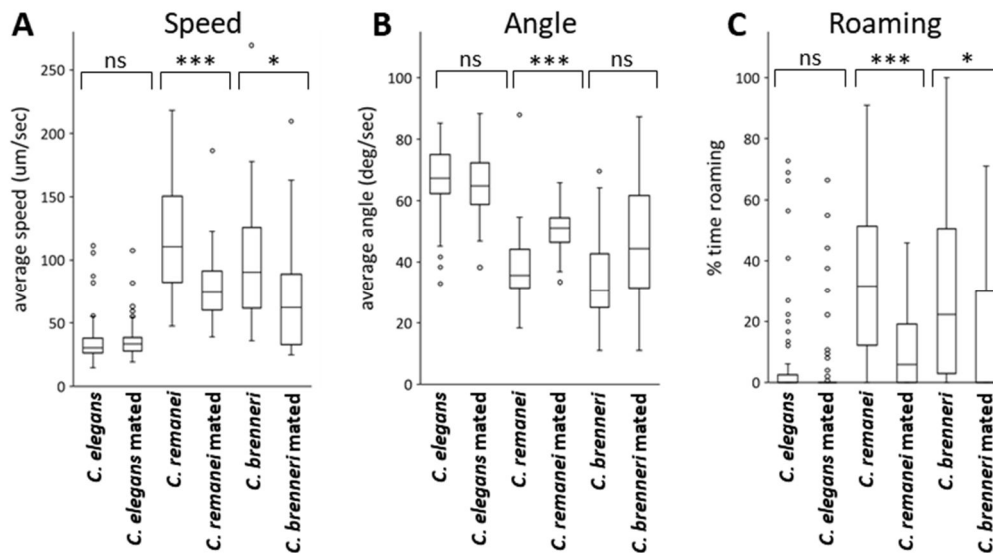 A Speed
ns *** *
average speed (um/sec)
250
200
150
100
50
0
C. elegans
C. elegans mated
C. remanei
C. remanei mated
C. brenneri
C. brenneri mated
B Angle
ns *** ns
average angle (deg/sec)
100
80
60
40
20
0
C. elegans
C. elegans mated
C. remanei
C. remanei mated
C. brenneri
C. brenneri mated
C Roaming
ns *** *
% time roaming
100
80
60
40
20
0
C. elegans
C. elegans mated
C. remanei
C. remanei mated
C. brenneri
C. brenneri mated